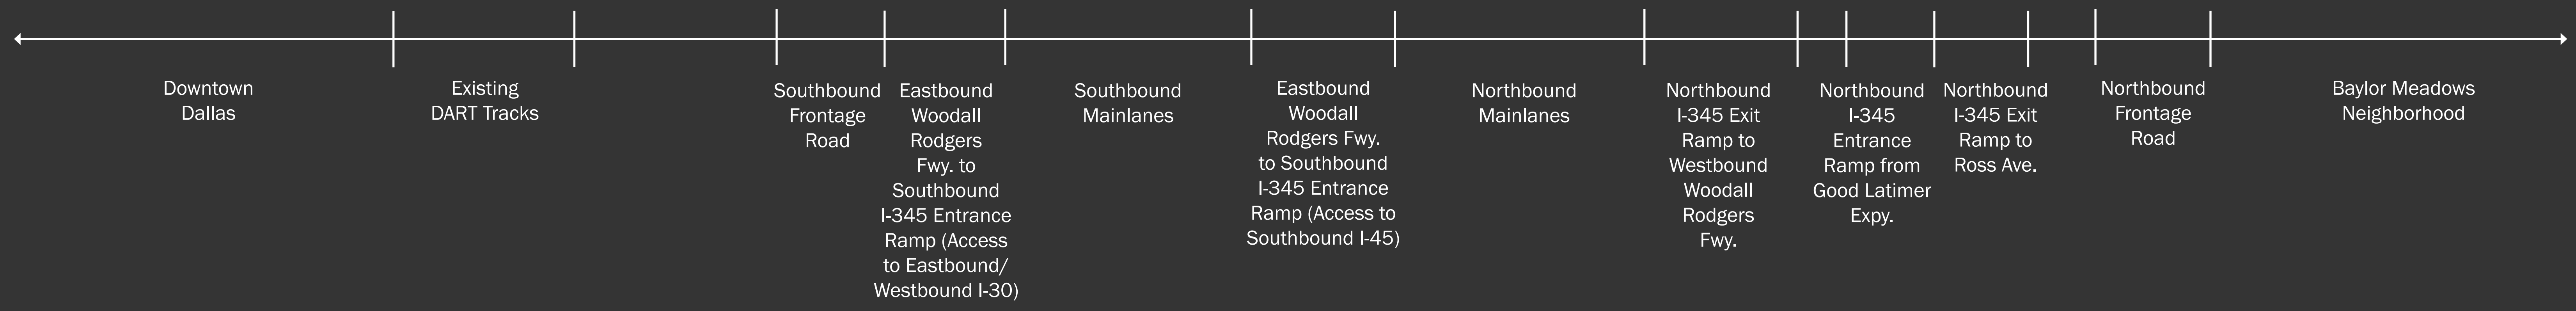 Downtown
Dallas
Existing
DART Tracks
Southbound
Frontage
Road
Eastbound
Woodall
Rodgers
Fwy. to
Southbound
I-345 Entrance
Ramp (Access
to Eastbound/
Westbound I-30)
Southbound
Mainlanes
Eastbound
Woodall
Rodgers Fwy.
to Southbound
I-345 Entrance
Ramp (Access to
Southbound I-45)
Northbound
Mainlanes
Northbound
I-345 Exit
Ramp to
Westbound
Woodall
Rodgers
Fwy.
Northbound
I-345
Entrance
Ramp from
Good Latimer
Expy.
Northbound
I-345 Exit
Ramp to
Ross Ave.
Northbound
Frontage
Road
Baylor Meadows
Neighborhood